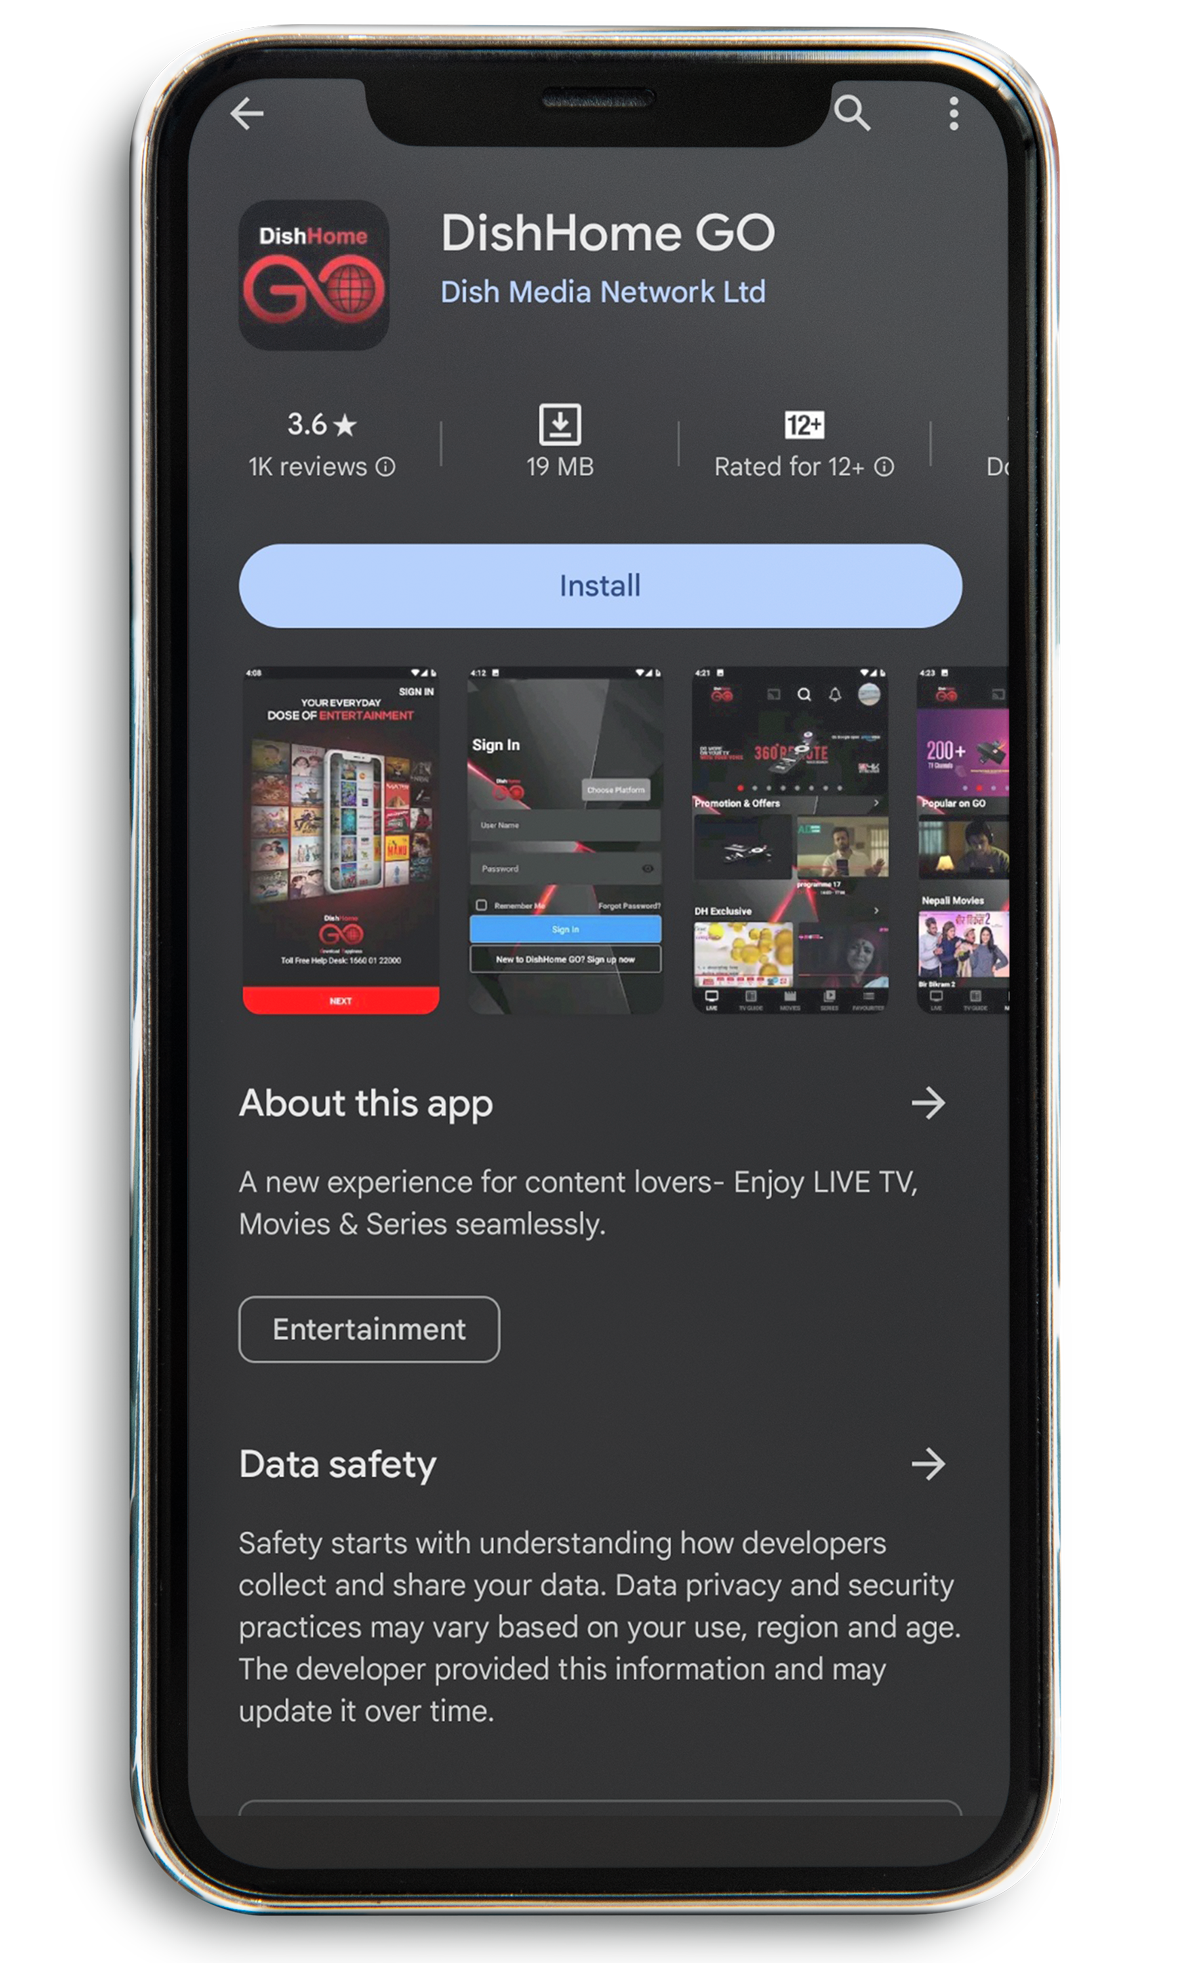 DishHome
GO
DishHome GO
Dish Media Network Ltd
3.6★
1K reviews
19 MB
12+
Rated for 12+
Install
4:08
SIGN IN
YOUR EVERYDAY
DOSE OF ENTERTAINMENT
DishHome
GO
Toll Free Help Desk: 1660 01 22000
NEXT
4:12
Sign In
Choose Platform
User Name
Password
Remember Me
Forgot Password?
Sign In
New to DishHome GO? Sign up now
4:21
360
Promotion & Offers
programme 17
DH Exclusive
LIVE
TV GUIDE
MOVIES
SERIES
FAVOURITES
4:23
200+
TV Channels
Popular on GO
Nepali Movies
Bir Bikram 2
LIVE
TV GUIDE
About this app
A new experience for content lovers- Enjoy LIVE TV,
Movies & Series seamlessly.
Entertainment
Data safety
Safety starts with understanding how developers
collect and share your data. Data privacy and security
practices may vary based on your use, region and age.
The developer provided this information and may
update it over time.